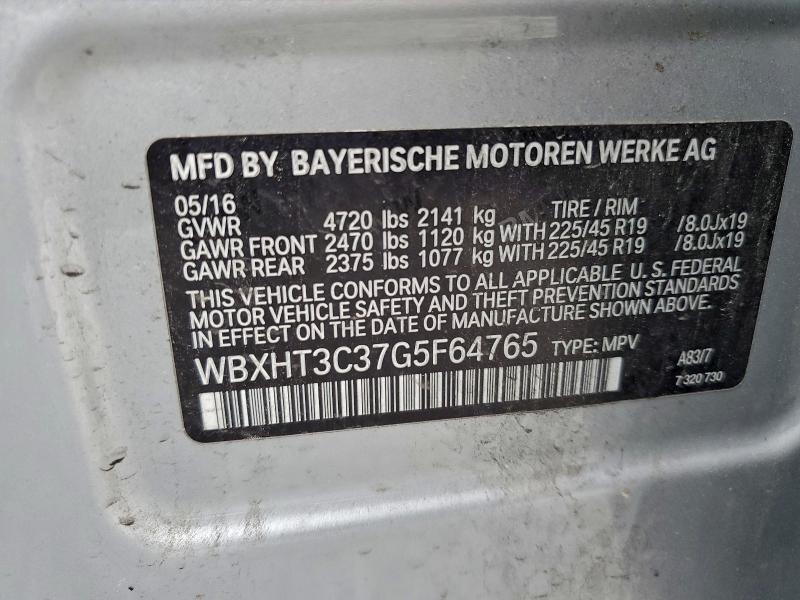 MFD BY BAYERISCHE MOTOREN WERKE AG
05/16 TIRE / RIM
GVWR 4720 lbs 2141 kg
GAWR FRONT 2470 lbs 1120 kg WITH 225/45 R19 /8.0Jx19
GAWR REAR 2375 lbs 1077 kg WITH 225/45 R19 /8.0Jx19
THIS VEHICLE CONFORMS TO ALL APPLICABLE U. S. FEDERAL
MOTOR VEHICLE SAFETY AND THEFT PREVENTION STANDARDS
IN EFFECT ON THE DATE OF MANUFACTURE SHOWN ABOVE.
WBXHT3C37G5F64765 TYPE: MPV A83/7
7 320 730